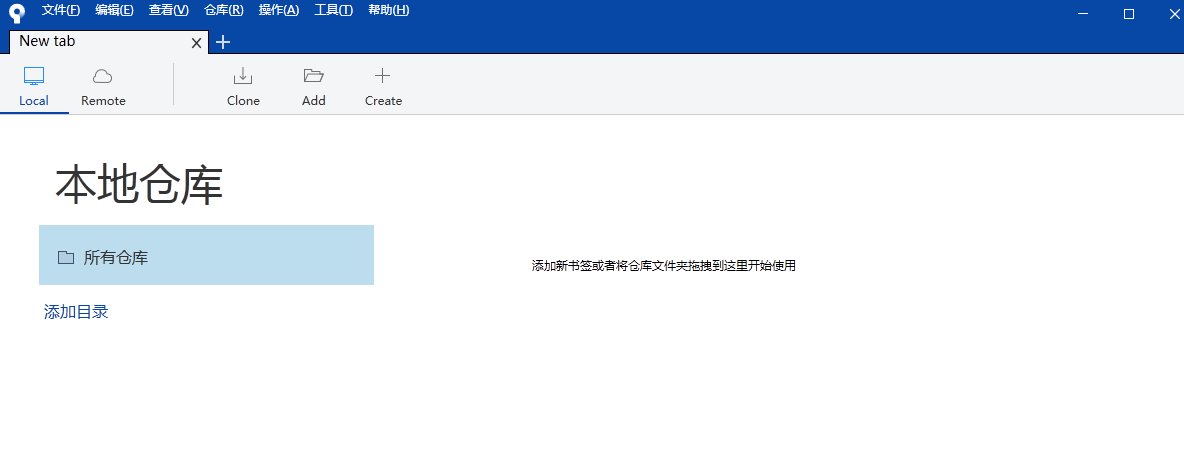 文件(F) 编辑(E) 查看(V) 仓库(R) 操作(A) 工具(T) 帮助(H)
New tab
Local Remote Clone Add Create
本地仓库
所有仓库
添加新书签或者将仓库文件夹拖拽到这里开始使用
添加目录